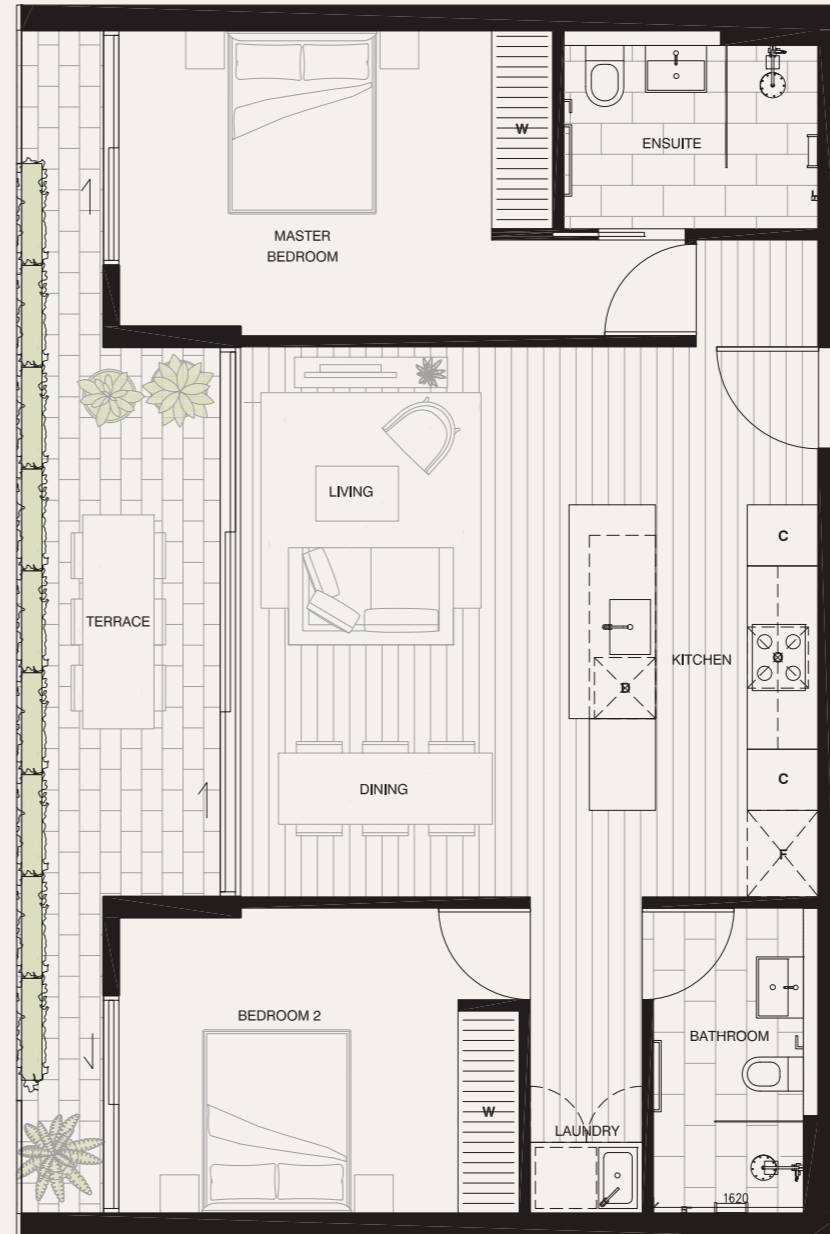 W
ENSUITE
MASTER
BEDROOM
LIVING
C
TERRACE
KITCHEN
D
DINING
C
F
BEDROOM 2
BATHROOM
W
LAUNDRY
1620